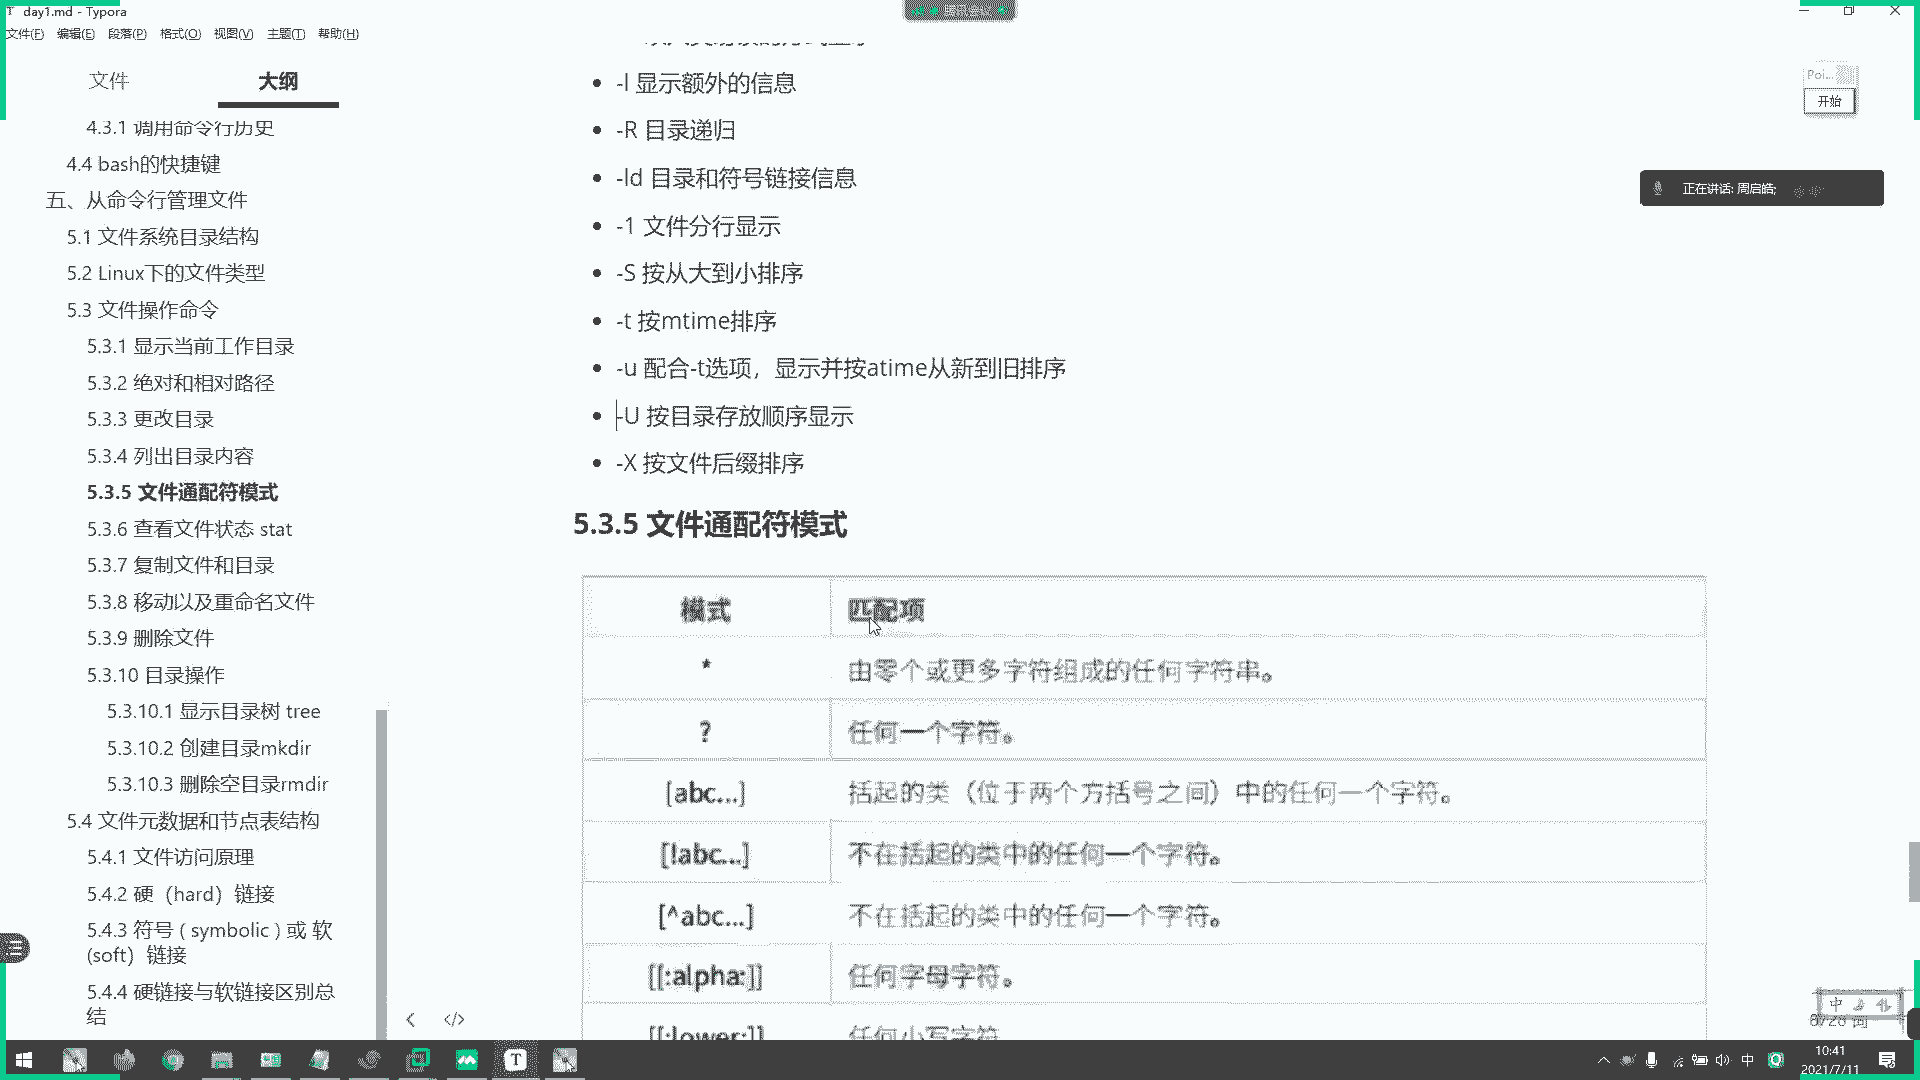 day1.md - Typora
文件(F) 编辑(E) 段落(P) 格式(O) 视图(V) 主题(T) 帮助(H)
文件 大纲
4.3.1 调用命令行历史
4.4 bash的快捷键
五、从命令行管理文件
5.1 文件系统目录结构
5.2 Linux下的文件类型
5.3 文件操作命令
5.3.1 显示当前工作目录
5.3.2 绝对和相对路径
5.3.3 更改目录
5.3.4 列出目录内容
5.3.5 文件通配符模式
5.3.6 查看文件状态 stat
5.3.7 复制文件和目录
5.3.8 移动以及重命名文件
5.3.9 删除文件
5.3.10 目录操作
5.3.10.1 显示目录树 tree
5.3.10.2 创建目录mkdir
5.3.10.3 删除空目录rmdir
5.4 文件元数据和节点表结构
5.4.1 文件访问原理
5.4.2 硬（hard）链接
5.4.3 符号 ( symbolic ) 或 软
(soft）链接
5.4.4 硬链接与软链接区别总
结
-l 显示额外的信息
-R 目录递归
-ld 目录和符号链接信息
-1 文件分行显示
-S 按从大到小排序
-t 按mtime排序
-u 配合-t选项，显示并按atime从新到旧排序
-U 按目录存放顺序显示
-X 按文件后缀排序
5.3.5 文件通配符模式
模式 匹配项
* 由零个或更多字符组成的任何字符串。
? 任何一个字符。
[abc...] 括起的类（位于两个方括号之间）中的任何一个字符。
[!abc...] 不在括起的类中的任何一个字符。
[^abc...] 不在括起的类中的任何一个字符。
[[:alpha:]] 任何字母字符。
[[:lower:]] 任何小写字符
腾讯会议
Poi...
开始
正在讲话: 周启皓;
中
中
10:41
2021/7/11